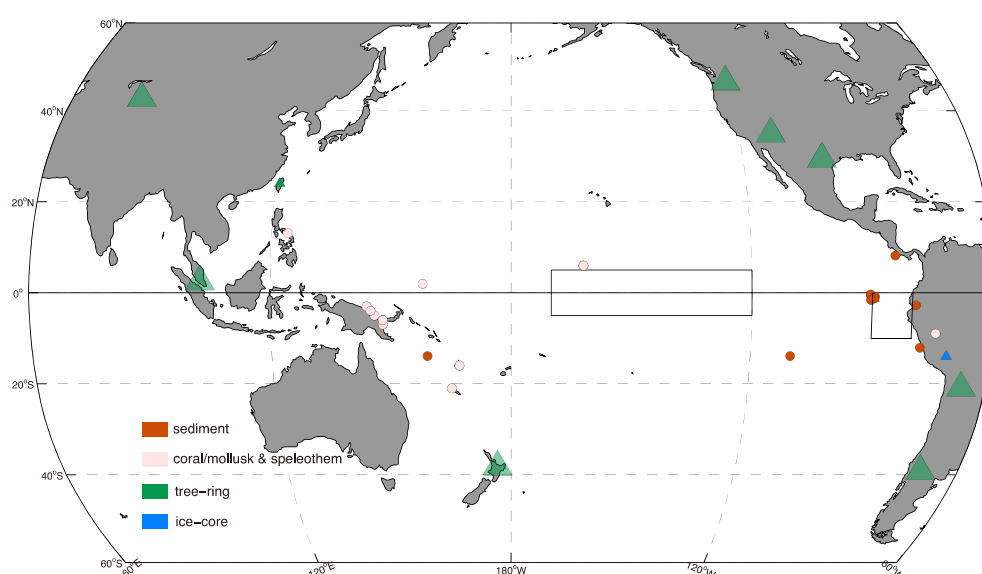 60°N
40°N
20°N
0°
20°S
sediment
coral/mollusk & speleothem
40°S
tree−ring
ice−core
60°S
60°E
120°E
180°W
120°W
60°W